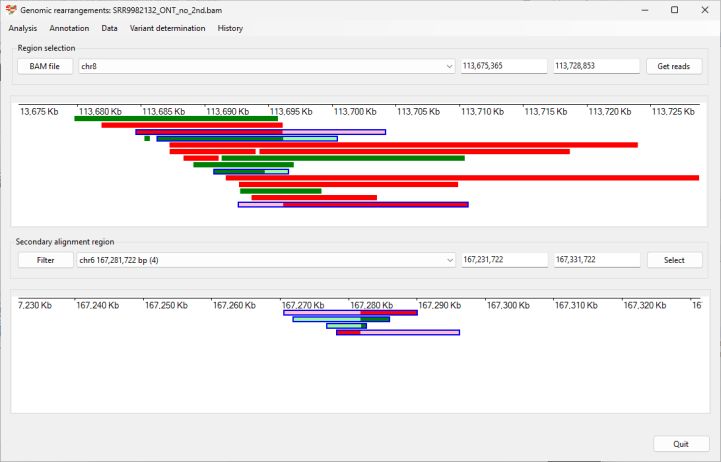 Genomic rearrangements: SRR9982132_ONT_no_2nd.bam
Analysis Annotation Data Variant determination History
Region selection
BAM file chr8 113,675,365 113,728,853 Get reads
13,675 Kb 113,680 Kb 113,685 Kb 113,690 Kb 113,695 Kb 113,700 Kb 113,705 Kb 113,710 Kb 113,715 Kb 113,720 Kb 113,725 Kb
Secondary alignment region
Filter chr6 167,281,722 bp (4) 167,231,722 167,331,722 Select
7,230 Kb 167,240 Kb 167,250 Kb 167,260 Kb 167,270 Kb 167,280 Kb 167,290 Kb 167,300 Kb 167,310 Kb 167,320 Kb 16
Quit